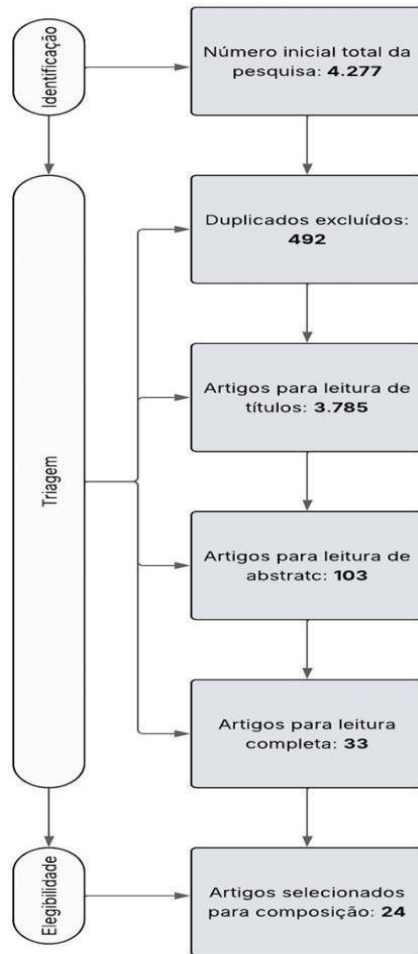 Identificação
Número inicial total da
pesquisa: 4.277
Triagem
Duplicados excluídos:
492
Artigos para leitura de
títulos: 3.785
Artigos para leitura de
abstratc: 103
Artigos para leitura
completa: 33
Elegibilidade
Artigos selecionados
para composição: 24